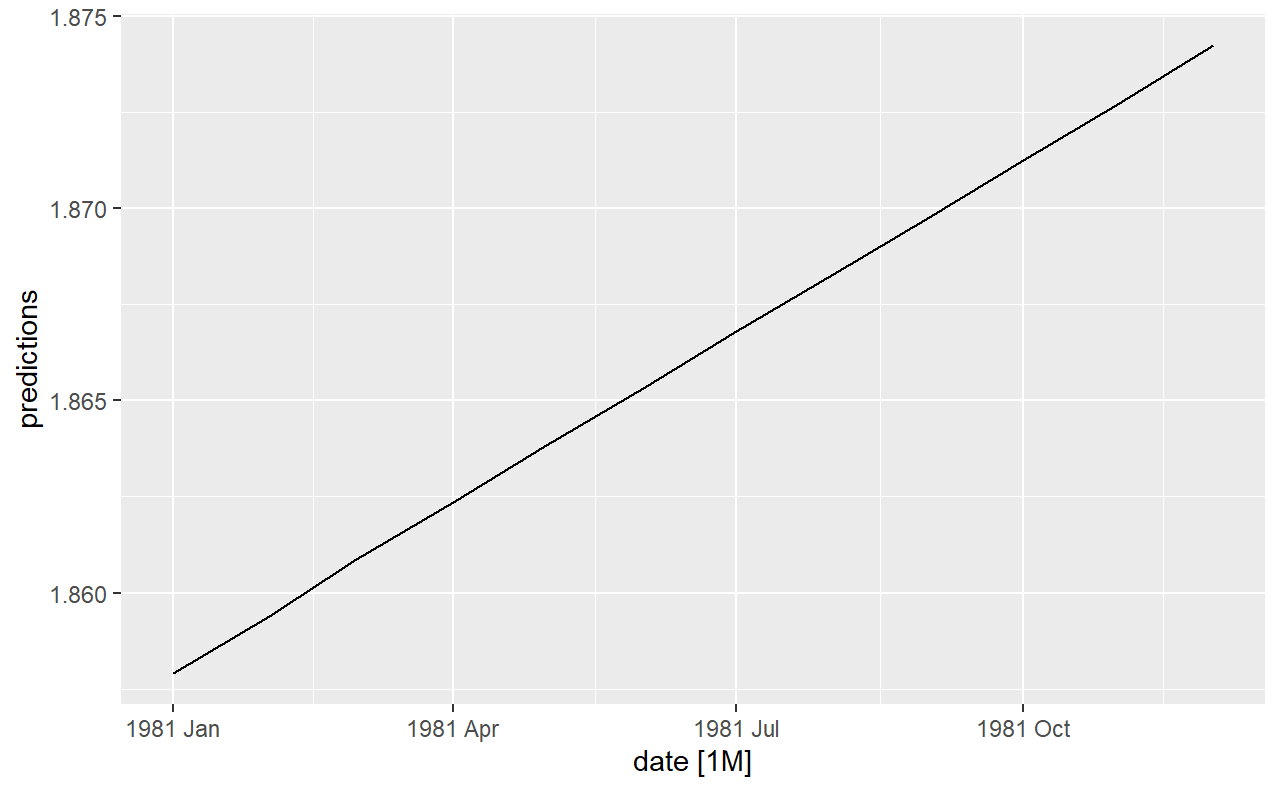 1.875
1.870
1.865
1.860
predictions
1981 Jan
1981 Apr
1981 Jul
1981 Oct
date [1M]